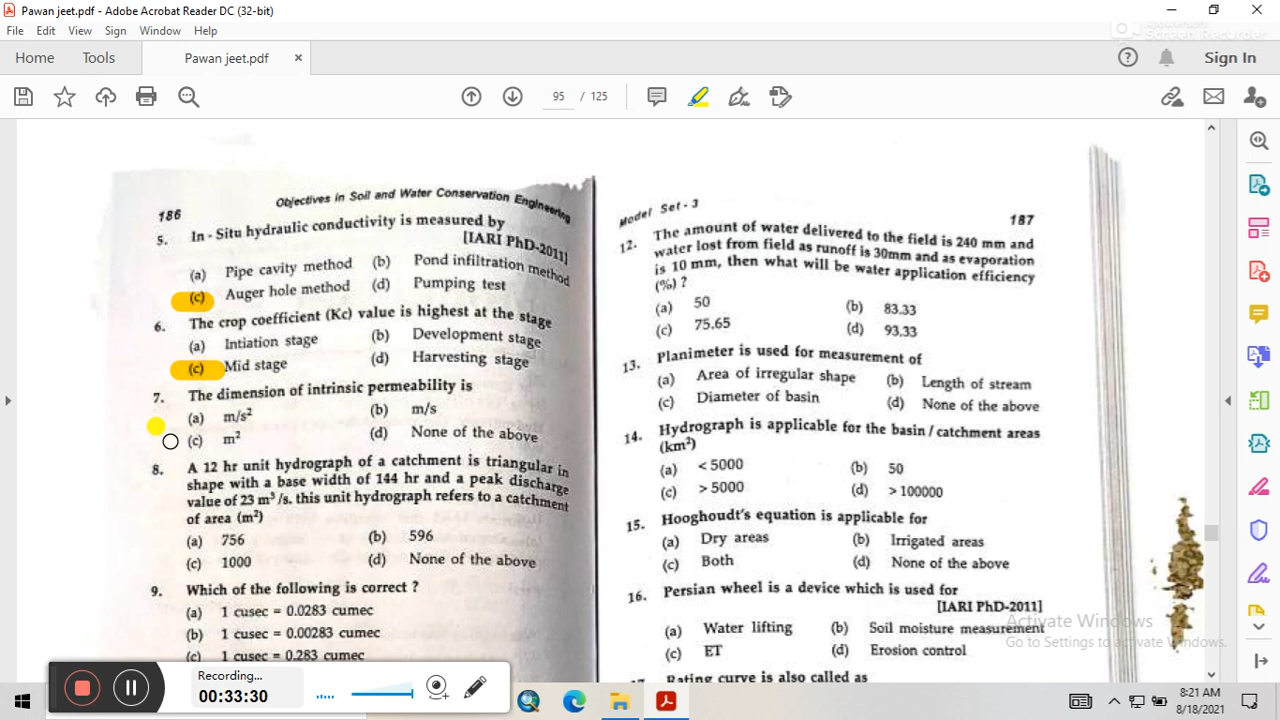 Pawan jeet.pdf - Adobe Acrobat Reader DC (32-bit)
File Edit View Sign Window Help
Screen Recorder
Home Tools Pawan jeet.pdf × Sign In
95 / 125
186 Objectives in Soil and Water Conservation Engineering
5. In - Situ hydraulic conductivity is measured by
[IARI PhD-2011]
(a) Pipe cavity method (b) Pond infiltration method
(c) Auger hole method (d) Pumping test
6. The crop coefficient (Kc) value is highest at the stage
(a) Intiation stage (b) Development stage
(c) Mid stage (d) Harvesting stage
7. The dimension of intrinsic permeability is
(a) m/s² (b) m/s
(c) m² (d) None of the above
8. A 12 hr unit hydrograph of a catchment is triangular in
shape with a base width of 144 hr and a peak discharge
value of 23 m³/s. this unit hydrograph refers to a catchment
of area (m²)
(a) 756 (b) 596
(c) 1000 (d) None of the above
9. Which of the following is correct ?
(a) 1 cusec = 0.0283 cumec
(b) 1 cusec = 0.00283 cumec
(c) 1 cusec = 0.283 cumec
Model Set - 3 187
12. The amount of water delivered to the field is 240 mm and
water lost from field as runoff is 30mm and as evaporation
is 10 mm, then what will be water application efficiency
(%) ?
(a) 50 (b) 83.33
(c) 75.65 (d) 93.33
13. Planimeter is used for measurement of
(a) Area of irregular shape (b) Length of stream
(c) Diameter of basin (d) None of the above
14. Hydrograph is applicable for the basin / catchment areas
(km²)
(a) < 5000 (b) 50
(c) > 5000 (d) > 100000
15. Hooghoudt's equation is applicable for
(a) Dry areas (b) Irrigated areas
(c) Both (d) None of the above
16. Persian wheel is a device which is used for
[IARI PhD-2011]
(a) Water lifting (b) Soil moisture measurement
(c) ET (d) Erosion control
17. Rating curve is also called as
Activate Windows
Go to Settings to activate Windows.
Recording...
00:33:30
8:21 AM
8/18/2021